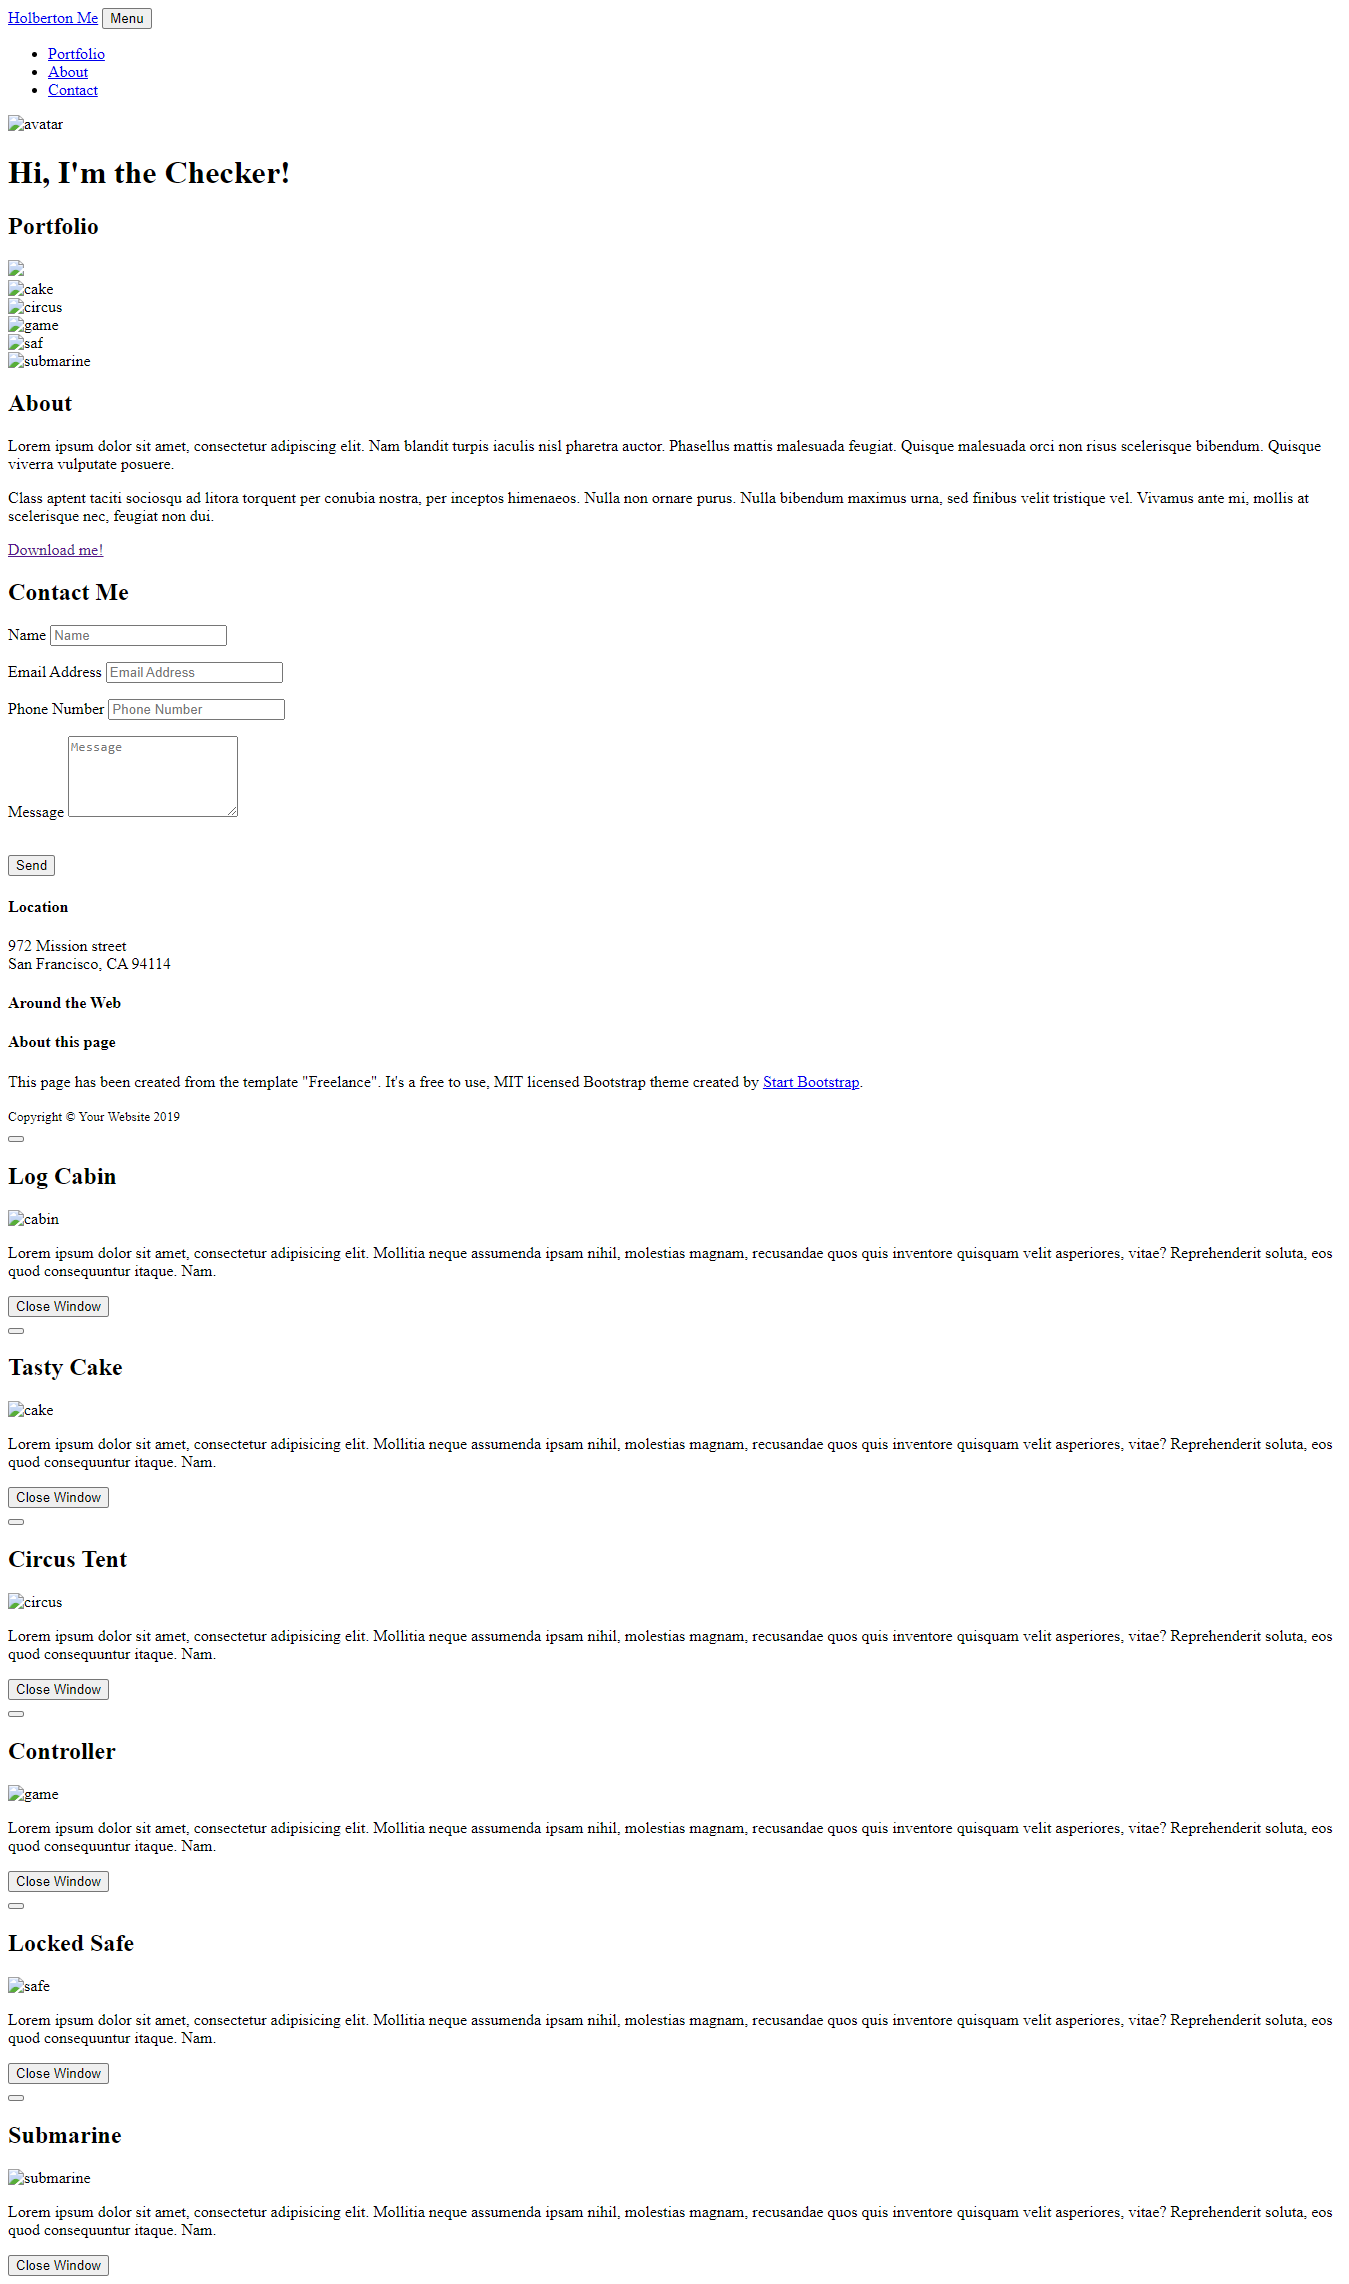 Holberton Me Menu
Portfolio
About
Contact
avatar
Hi, I'm the Checker!
Portfolio
cake
circus
game
saf
submarine
About
Lorem ipsum dolor sit amet, consectetur adipiscing elit. Nam blandit turpis iaculis nisl pharetra auctor. Phasellus mattis malesuada feugiat. Quisque malesuada orci non risus scelerisque bibendum. Quisque
viverra vulputate posuere.
Class aptent taciti sociosqu ad litora torquent per conubia nostra, per inceptos himenaeos. Nulla non ornare purus. Nulla bibendum maximus urna, sed finibus velit tristique vel. Vivamus ante mi, mollis at
scelerisque nec, feugiat non dui.
Download me!
Contact Me
Name Name
Email Address Email Address
Phone Number Phone Number
Message Message
Send
Location
972 Mission street
San Francisco, CA 94114
Around the Web
About this page
This page has been created from the template "Freelance". It's a free to use, MIT licensed Bootstrap theme created by Start Bootstrap.
Copyright © Your Website 2019
Log Cabin
cabin
Lorem ipsum dolor sit amet, consectetur adipisicing elit. Mollitia neque assumenda ipsam nihil, molestias magnam, recusandae quos quis inventore quisquam velit asperiores, vitae? Reprehenderit soluta, eos
quod consequuntur itaque. Nam.
Close Window
Tasty Cake
cake
Lorem ipsum dolor sit amet, consectetur adipisicing elit. Mollitia neque assumenda ipsam nihil, molestias magnam, recusandae quos quis inventore quisquam velit asperiores, vitae? Reprehenderit soluta, eos
quod consequuntur itaque. Nam.
Close Window
Circus Tent
circus
Lorem ipsum dolor sit amet, consectetur adipisicing elit. Mollitia neque assumenda ipsam nihil, molestias magnam, recusandae quos quis inventore quisquam velit asperiores, vitae? Reprehenderit soluta, eos
quod consequuntur itaque. Nam.
Close Window
Controller
game
Lorem ipsum dolor sit amet, consectetur adipisicing elit. Mollitia neque assumenda ipsam nihil, molestias magnam, recusandae quos quis inventore quisquam velit asperiores, vitae? Reprehenderit soluta, eos
quod consequuntur itaque. Nam.
Close Window
Locked Safe
safe
Lorem ipsum dolor sit amet, consectetur adipisicing elit. Mollitia neque assumenda ipsam nihil, molestias magnam, recusandae quos quis inventore quisquam velit asperiores, vitae? Reprehenderit soluta, eos
quod consequuntur itaque. Nam.
Close Window
Submarine
submarine
Lorem ipsum dolor sit amet, consectetur adipisicing elit. Mollitia neque assumenda ipsam nihil, molestias magnam, recusandae quos quis inventore quisquam velit asperiores, vitae? Reprehenderit soluta, eos
quod consequuntur itaque. Nam.
Close Window